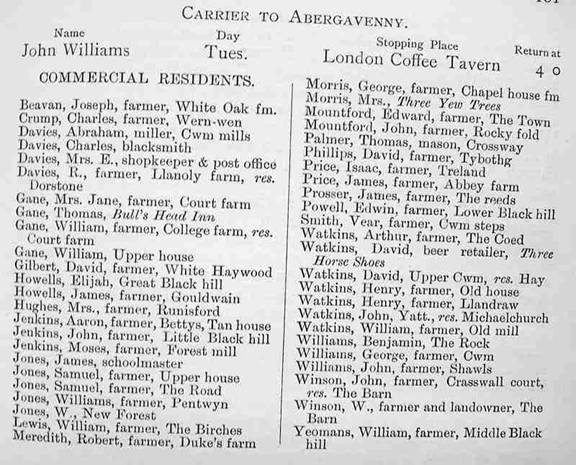 CARRIER TO ABERGAVENNY.
Name Day Stopping Place Return at
John Williams Tues. London Coffee Tavern 4 0
COMMERCIAL RESIDENTS.
Beavan, Joseph, farmer, White Oak fm.
Crump, Charles, farmer, Wern-wen
Davies, Abraham, miller, Cwm mills
Davies, Charles, blacksmith
Davies, Mrs. E., shopkeeper & post office
Davies, R., farmer, Llanoly farm, res.
Dorstone
Gane, Mrs. Jane, farmer, Court farm
Gane, Thomas, Bull's Head Inn
Gane, William, farmer, College farm, res.
Court farm
Gane, William, Upper house
Gilbert, David, farmer, White Haywood
Howells, Elijah, Great Black hill
Howells, James, farmer, Gouldwain
Hughes, Mrs., farmer, Runisford
Jenkins, Aaron, farmer, Bettys, Tan house
Jenkins, John, farmer, Little Black hill
Jenkins, Moses, farmer, Forest mill
Jones, James, schoolmaster
Jones, Samuel, farmer, Upper house
Jones, Samuel, farmer, The Road
Jones, Williams, farmer, Pentwyn
Jones, W., New Forest
Lewis, William, farmer, The Birches
Meredith, Robert, farmer, Duke's farm
Morris, George, farmer, Chapel house fm
Morris, Mrs., Three Yew Trees
Mountford, Edward, farmer, The Town
Mountford, John, farmer, Rocky fold
Palmer, Thomas, mason, Crossway
Phillips, David, farmer, Tybothg
Price, Isaac, farmer, Treland
Price, James, farmer, Abbey farm
Prosser, James, farmer, The reeds
Powell, Edwin, farmer, Lower Black hill
Smith, Vear, farmer, Cwm steps
Watkins, Arthur, farmer, The Coed
Watkins, David, beer retailer, Three
Horse Shoes
Watkins, David, Upper Cwm, res. Hay
Watkins, Henry, farmer, Old house
Watkins, Henry, farmer, Llandraw
Watkins, John, Yatt., res. Michaelchurch
Watkins, William, farmer, Old mill
Williams, Benjamin, The Rock
Williams, George, farmer, Cwm
Williams, John, farmer, Shawls
Winson, John, farmer, Crasswall court,
res. The Barn
Winson, W., farmer and landowner, The
Barn
Yeomans, William, farmer, Middle Black
hill